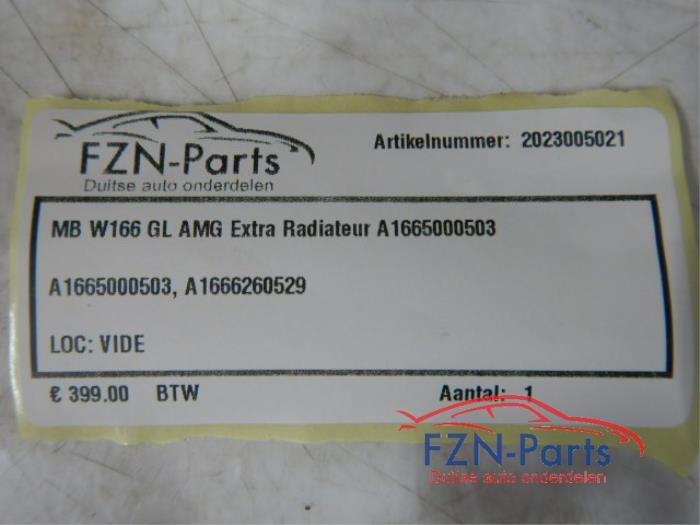 FZN-Parts
Duitse auto onderdelen
Artikelnummer: 2023005021
MB W166 GL AMG Extra Radiateur A1665000503
A1665000503, A1666260529
LOC: VIDE
€ 399.00 BTW Aantal: 1
FZN-Parts
Duitse auto onderdelen